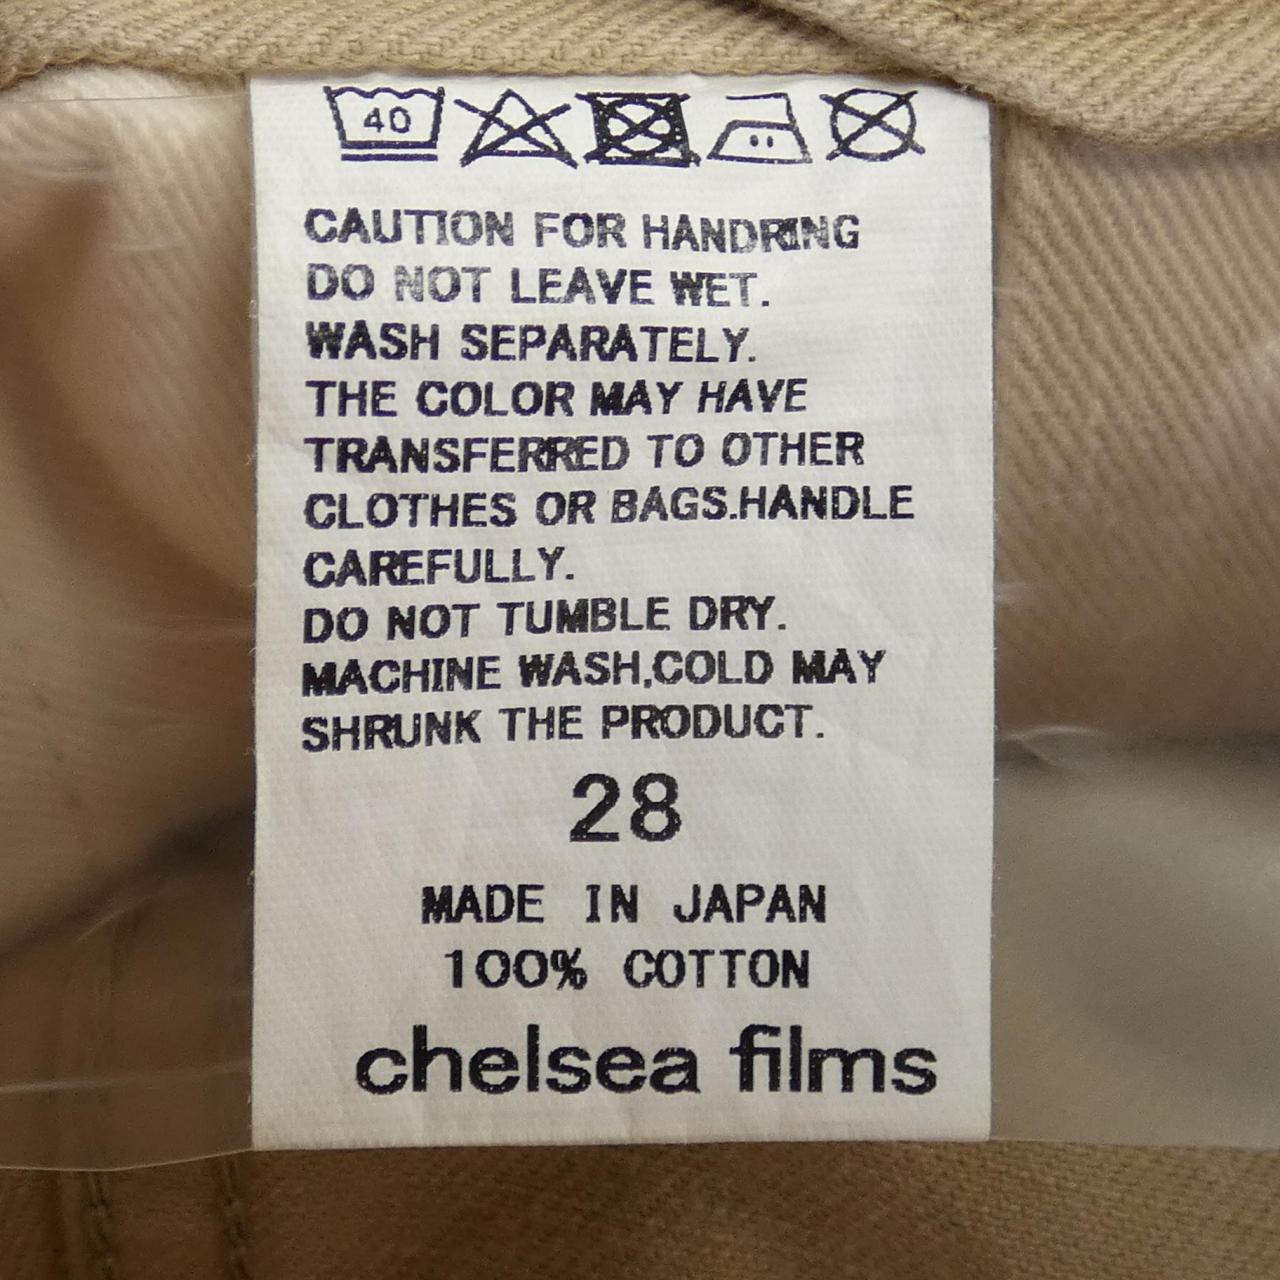 40
CAUTION FOR HANDRING
DO NOT LEAVE WET.
WASH SEPARATELY.
THE COLOR MAY HAVE
TRANSFERRED TO OTHER
CLOTHES OR BAGS.HANDLE
CAREFULLY.
DO NOT TUMBLE DRY.
MACHINE WASH,COLD MAY
SHRUNK THE PRODUCT.
28
MADE IN JAPAN
100% COTTON
chelsea films